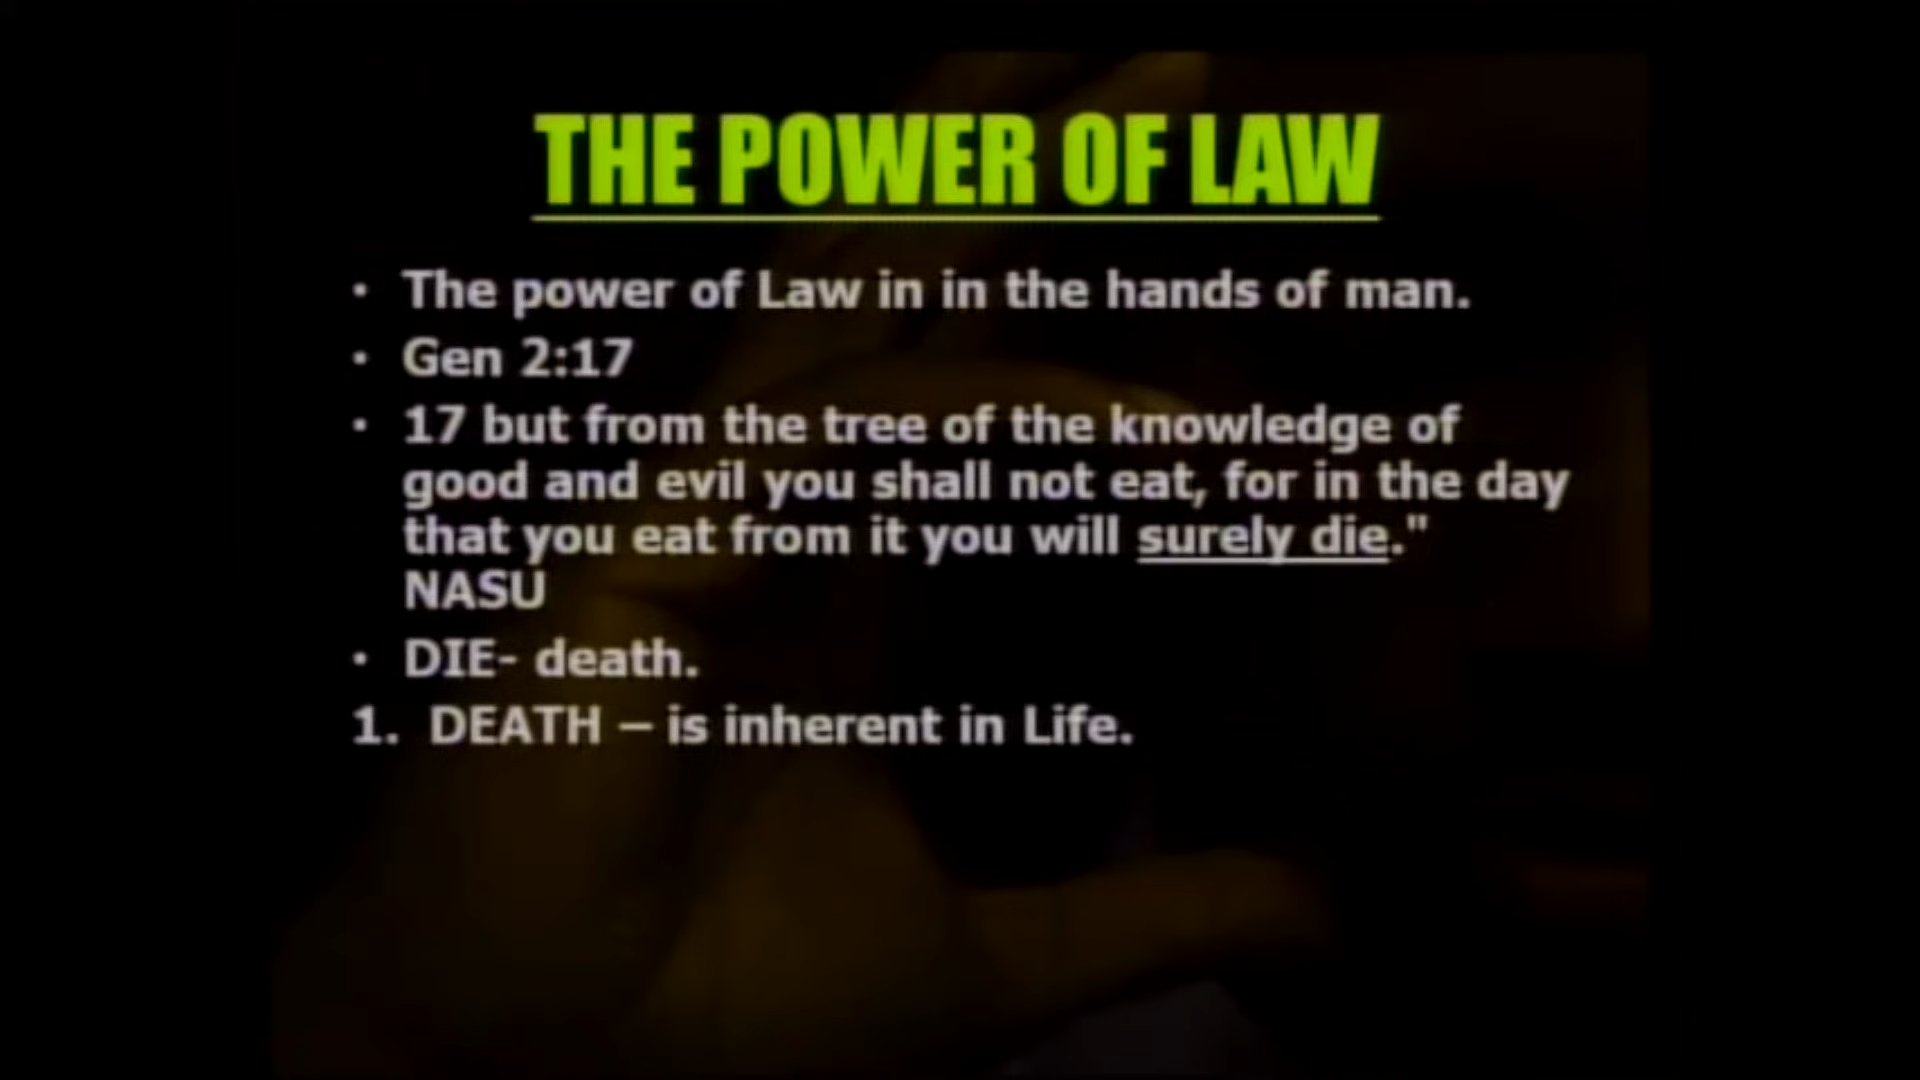 THE POWER OF LAW
• The power of Law in in the hands of man.
• Gen 2:17
• 17 but from the tree of the knowledge of
good and evil you shall not eat, for in the day
that you eat from it you will surely die."
NASU
• DIE- death.
1. DEATH – is inherent in Life.